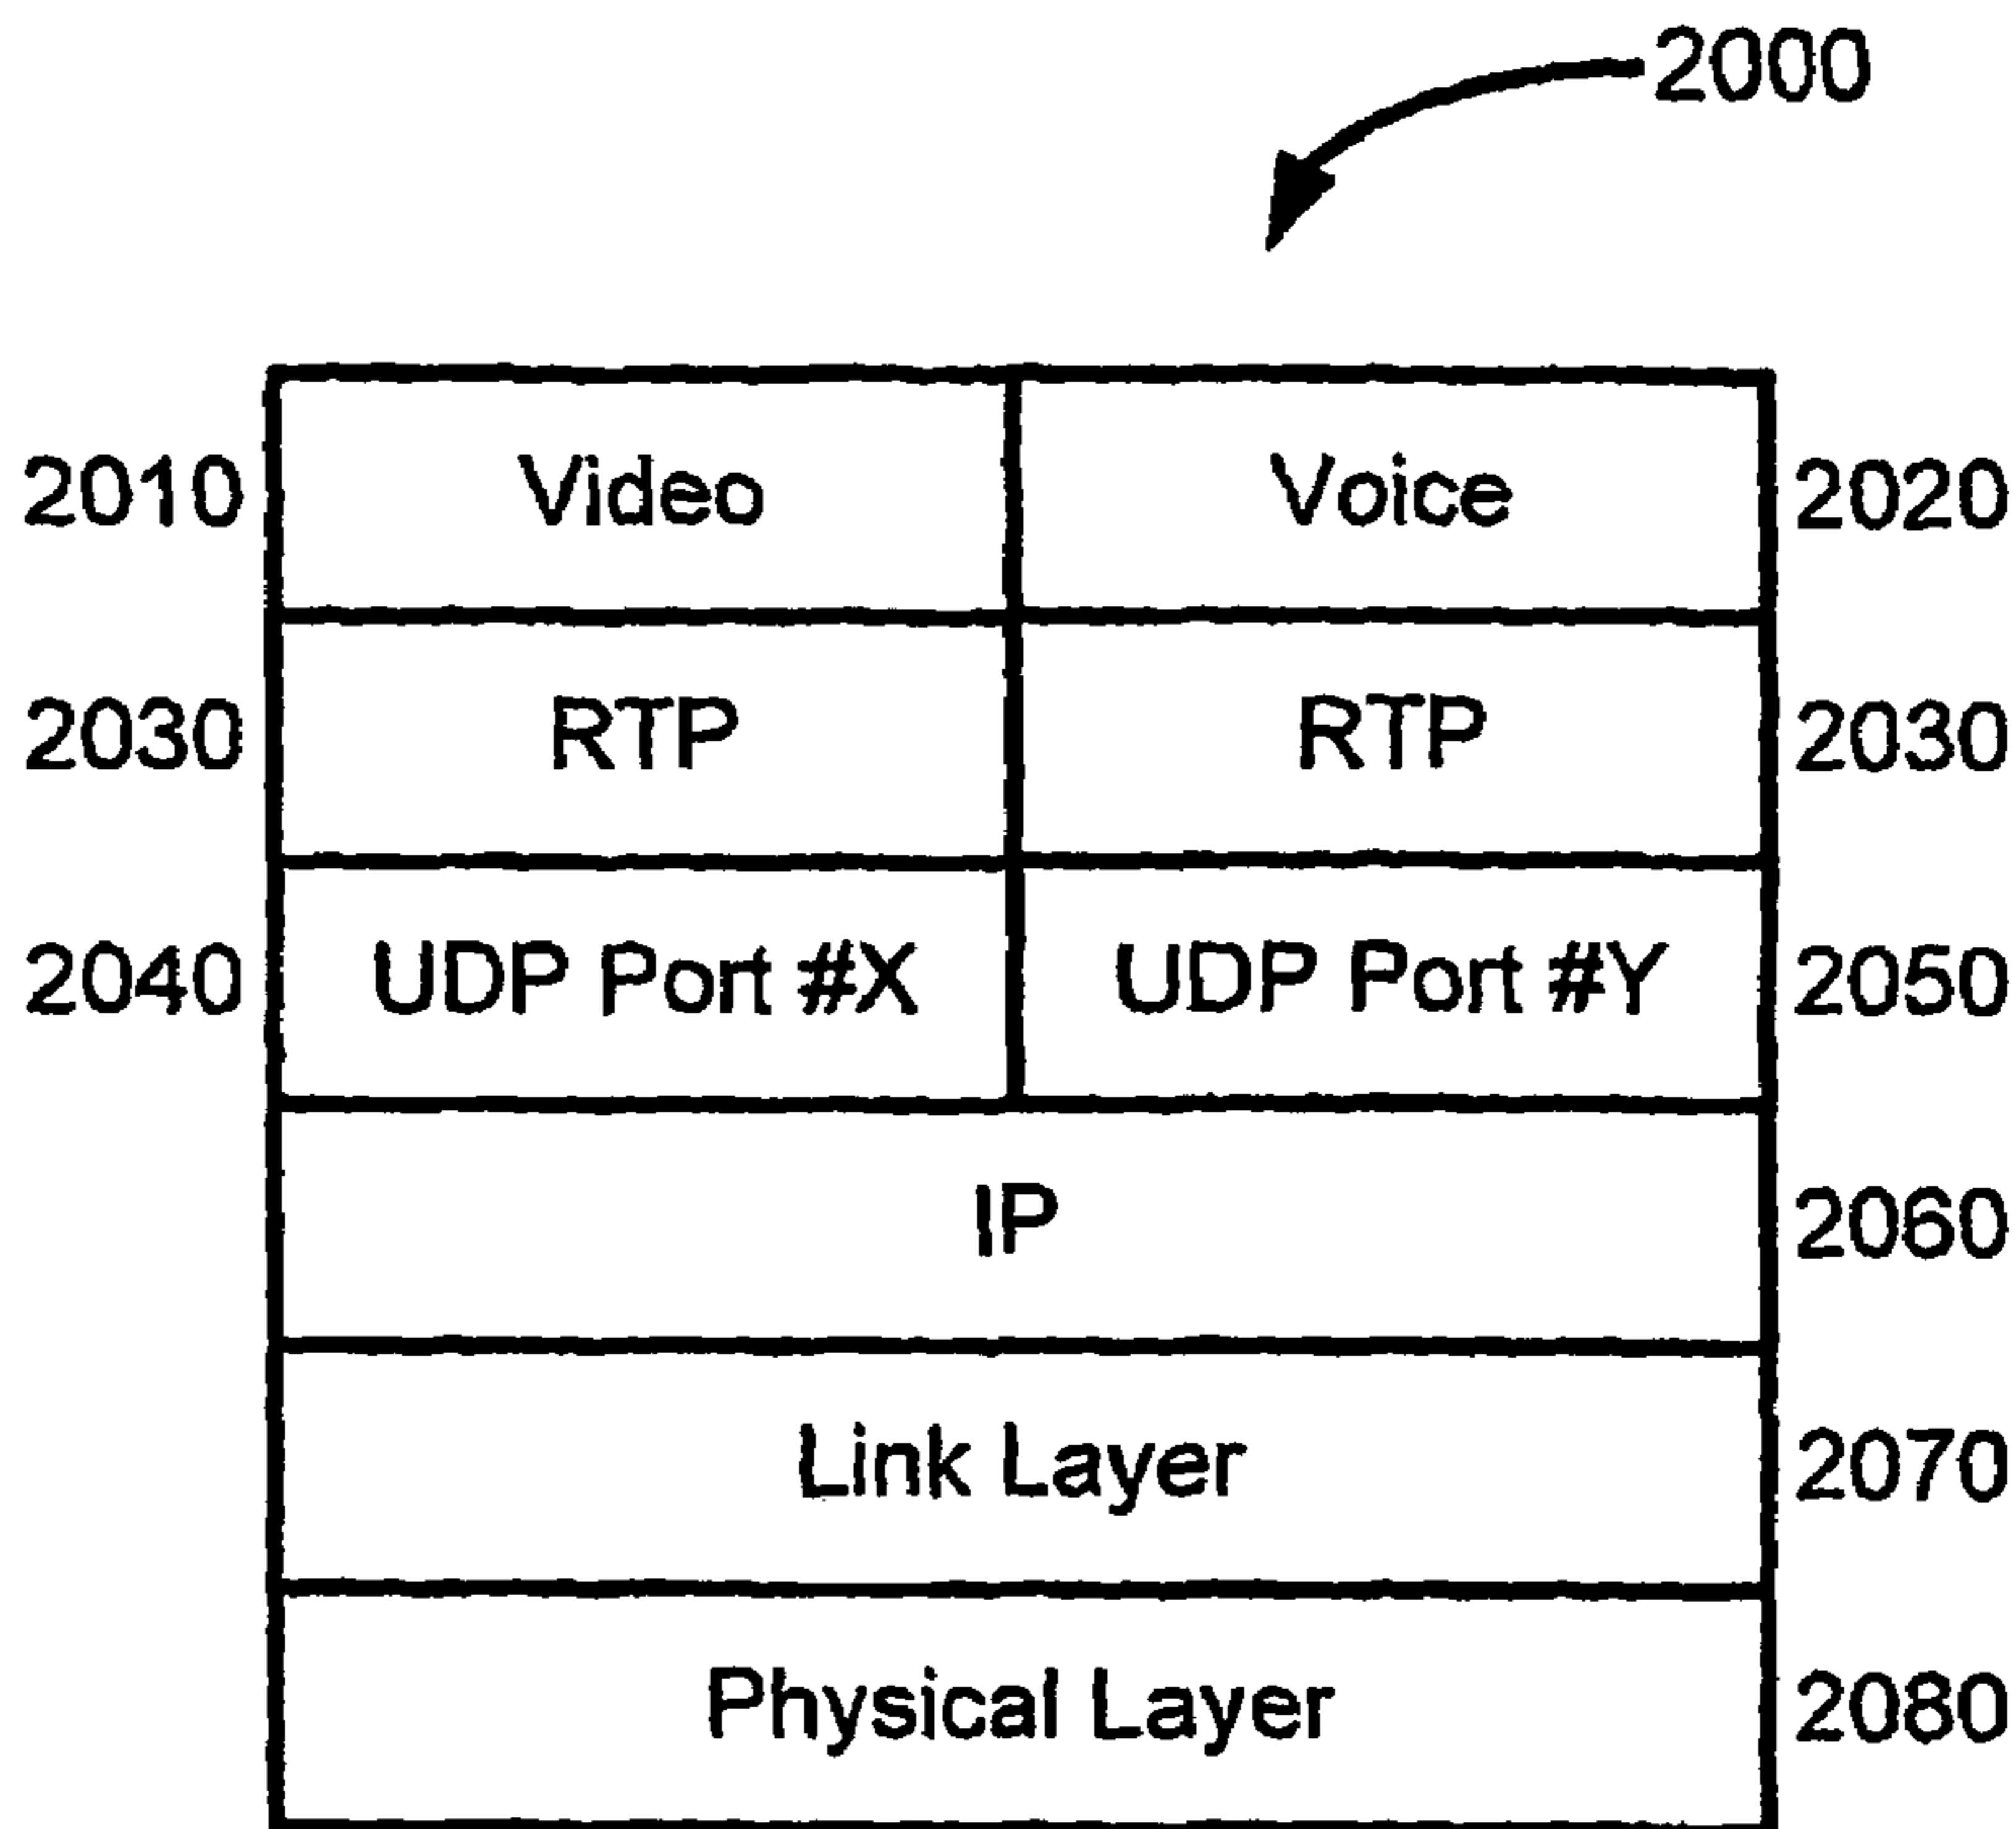 2000
2010 Video Voice 2020
2030 RTP RTP 2030
2040 UDP Port #X UDP Port #Y 2050
IP 2060
Link Layer 2070
Physical Layer 2080